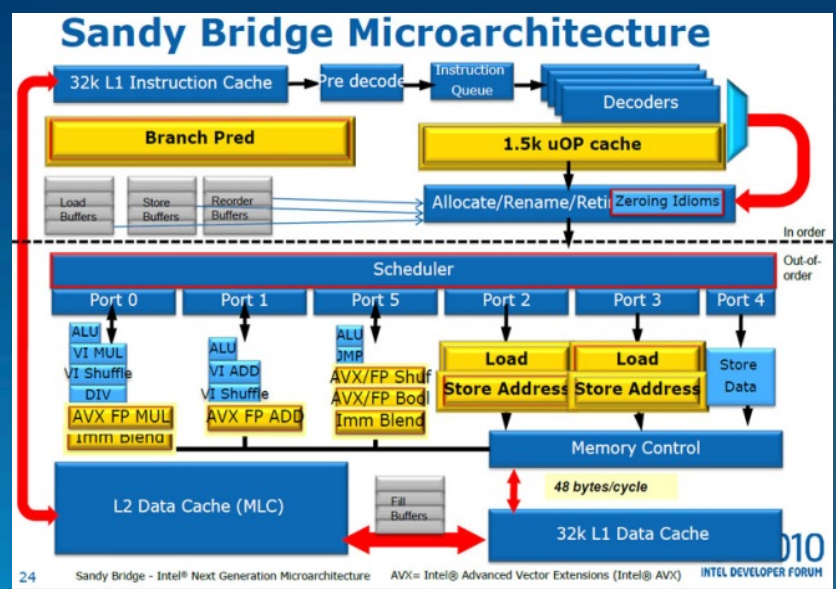 Sandy Bridge Microarchitecture
32k L1 Instruction Cache
Pre decode
Instruction
Queue
Decoders
Branch Pred
1.5k uOP cache
Load
Buffers
Store
Buffers
Reorder
Buffers
Allocate/Rename/Reti
Zeroing Idioms
In order
Out-of-
order
Scheduler
Port 0
Port 1
Port 5
Port 2
Port 3
Port 4
ALU
VI MUL
VI Shuffle
DIV
AVX FP MUL
Imm Blend
ALU
VI ADD
VI Shuffle
AVX FP ADD
ALU
JMP
AVX/FP Shuf
AVX/FP Bool
Imm Blend
Load
Store Address
Load
Store Address
Store
Data
Memory Control
48 bytes/cycle
L2 Data Cache (MLC)
Fill
Buffers
32k L1 Data Cache
010
INTEL DEVELOPER FORUM
24
Sandy Bridge - Intel® Next Generation Microarchitecture
AVX= Intel® Advanced Vector Extensions (Intel® AVX)